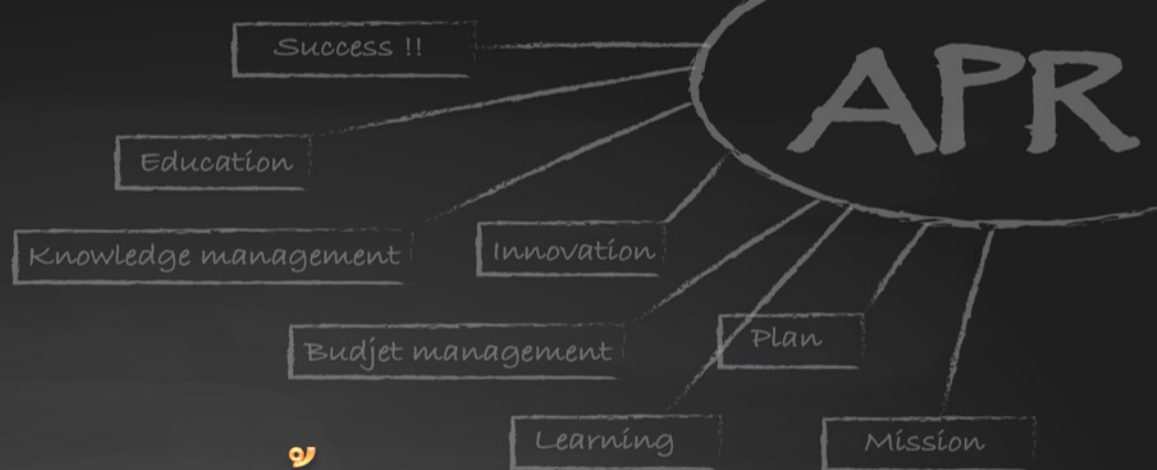 Success !!
APR
Education
Knowledge management
Innovation
Budjet management
Plan
Learning
Mission